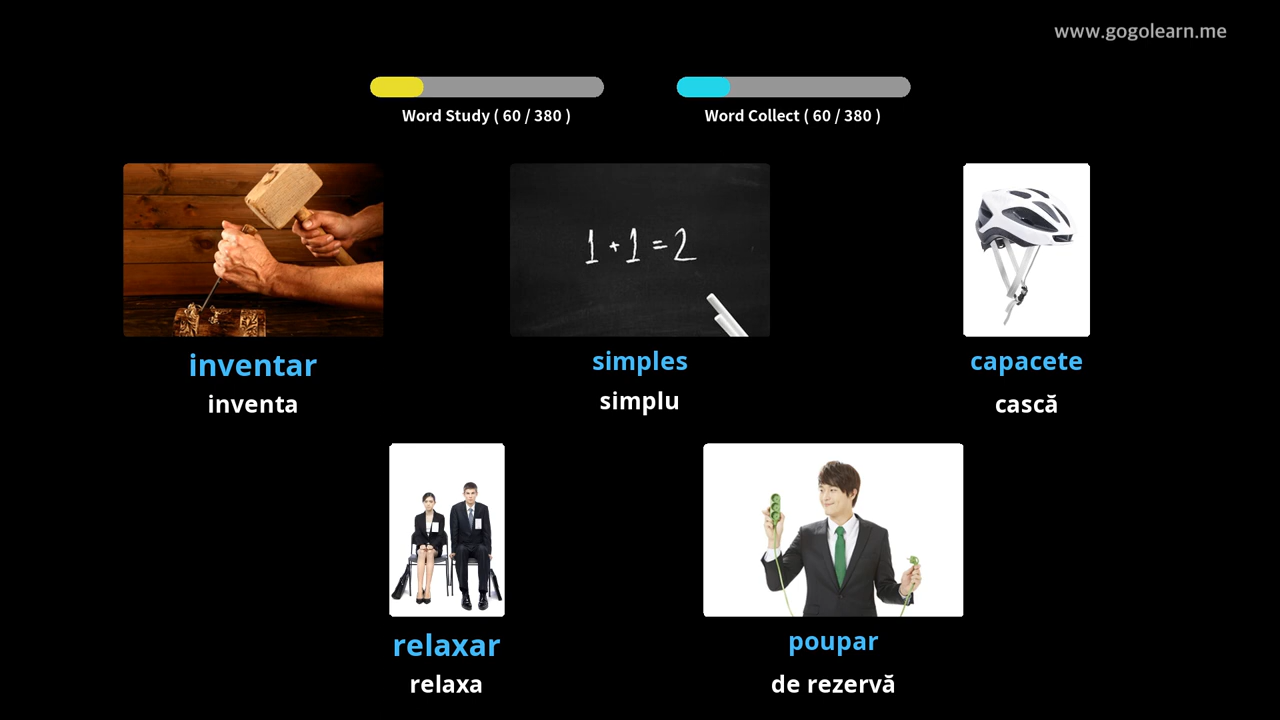 www.gogolearn.me
Word Study ( 60 / 380 )
Word Collect ( 60 / 380 )
1 + 1 = 2
inventar
inventa
simples
simplu
capacete
cască
relaxar
relaxa
poupar
de rezervă